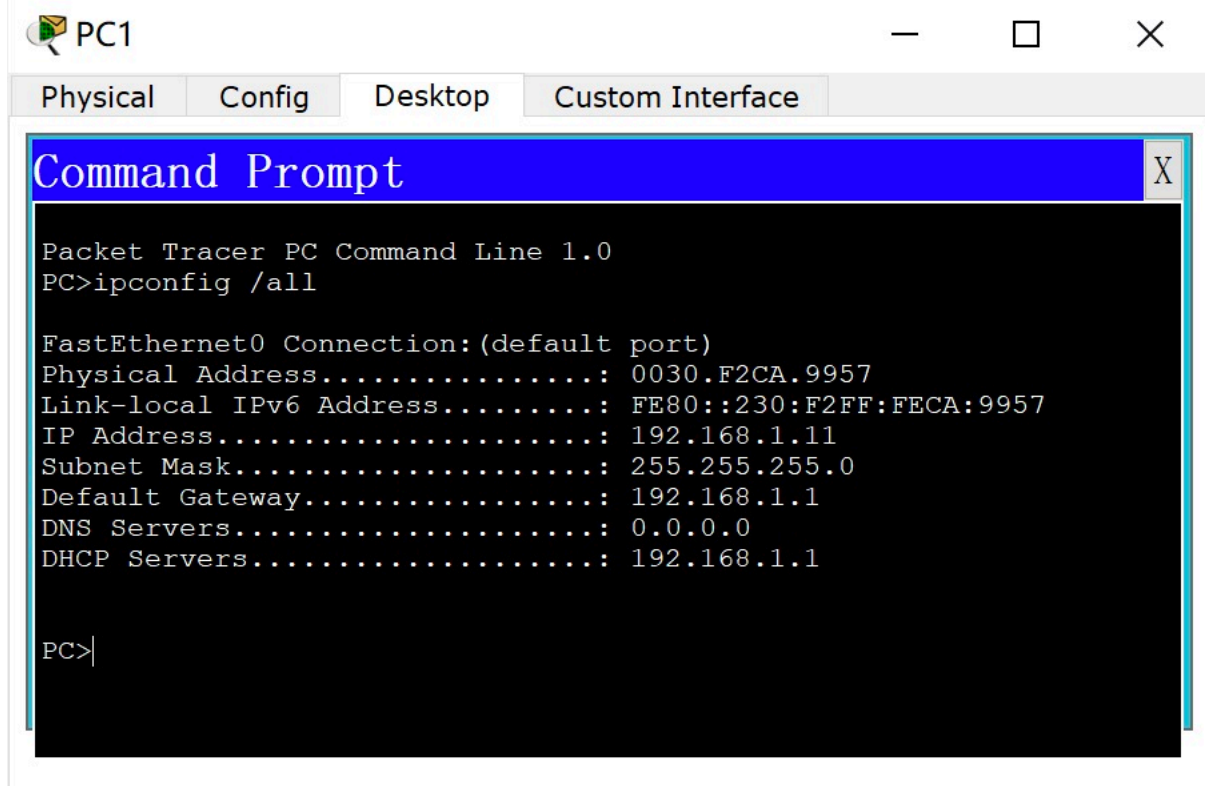 PC1
Physical Config Desktop Custom Interface
Command Prompt X
Packet Tracer PC Command Line 1.0
PC>ipconfig /all
FastEthernet0 Connection:(default port)
Physical Address................: 0030.F2CA.9957
Link-local IPv6 Address.........: FE80::230:F2FF:FECA:9957
IP Address......................: 192.168.1.11
Subnet Mask.....................: 255.255.255.0
Default Gateway.................: 192.168.1.1
DNS Servers.....................: 0.0.0.0
DHCP Servers....................: 192.168.1.1
PC>